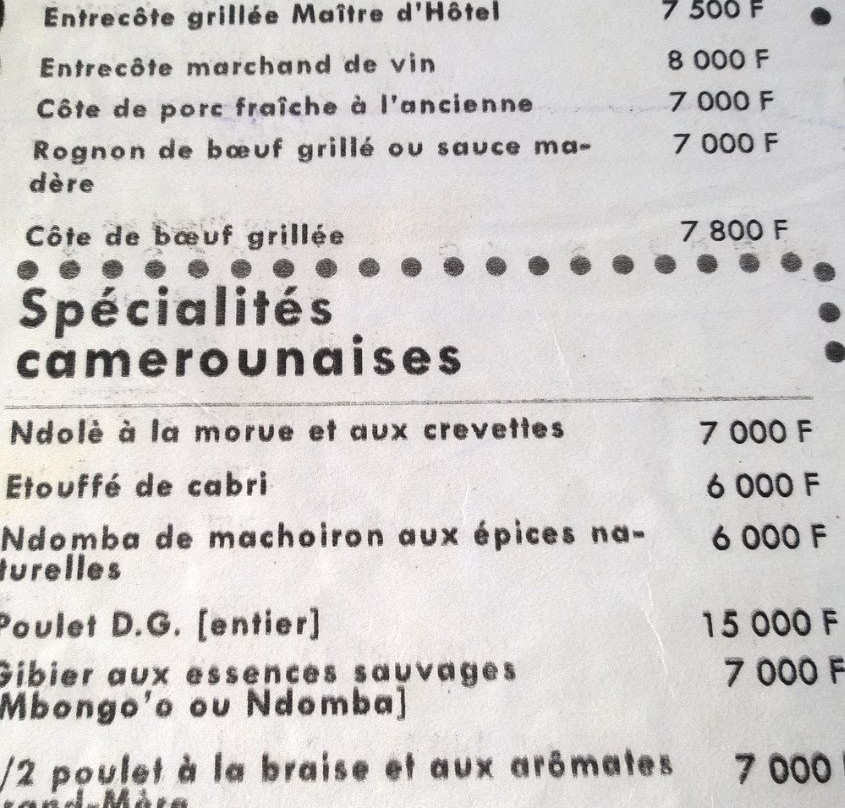 Entrecôte grillée Maître d'Hôtel 7 500 F
Entrecôte marchand de vin 8 000 F
Côte de porc fraîche à l'ancienne 7 000 F
Rognon de bœuf grillé ou sauce ma- 7 000 F
dère
Côte de bœuf grillée 7 800 F
Spécialités
camerounaises
Ndolè à la morue et aux crevettes 7 000 F
Etouffé de cabri 6 000 F
Ndomba de machoiron aux épices na- 6 000 F
turelles
Poulet D.G. [entier] 15 000 F
Gibier aux essences sauvages 7 000 F
Mbongo'o ou Ndomba]
/2 poulet à la braise et aux arômates 7 000
rand-Mère